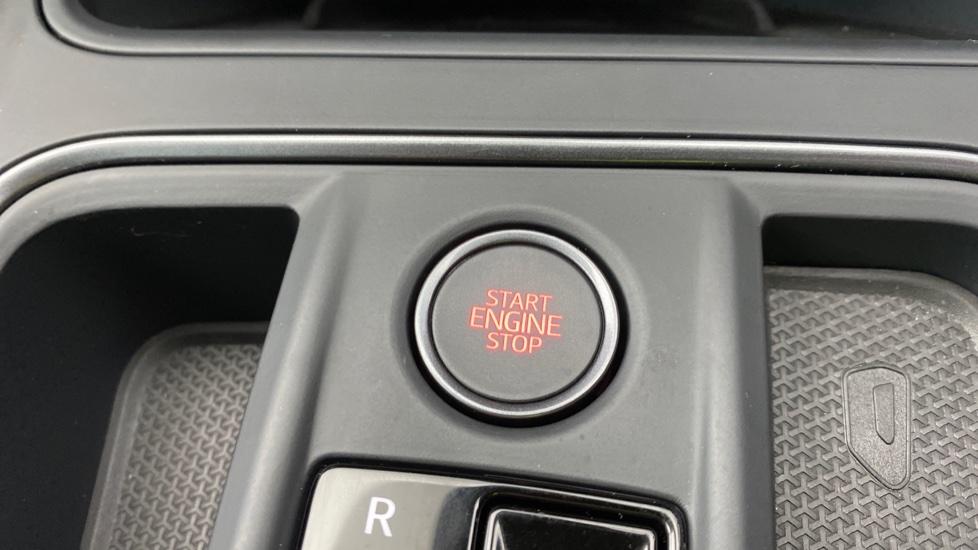 START
ENGINE
STOP
R